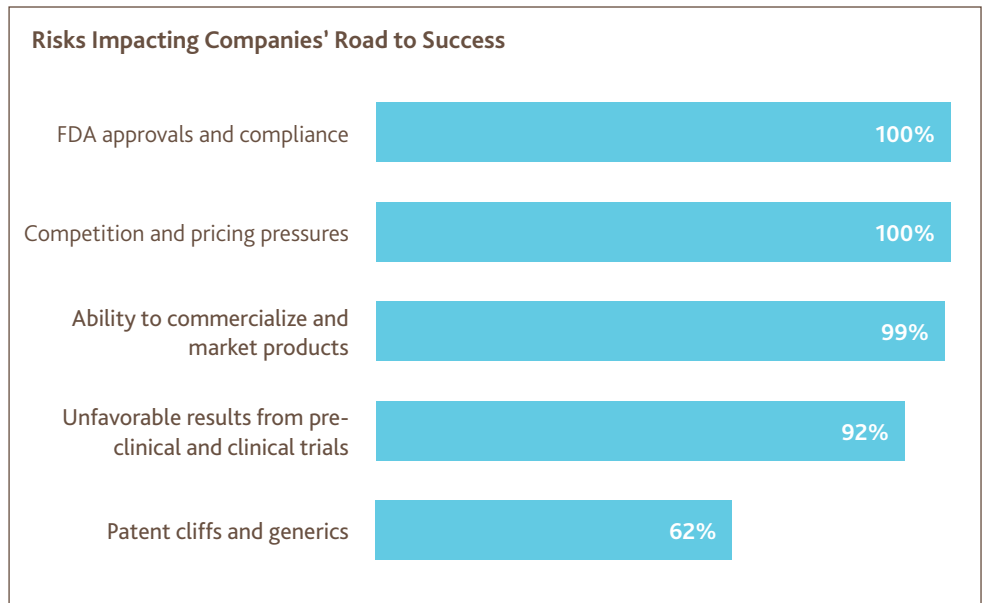 Risks Impacting Companies’ Road to Success
FDA approvals and compliance
100%
Competition and pricing pressures
100%
Ability to commercialize and
market products
99%
Unfavorable results from pre-
clinical and clinical trials
92%
Patent cliffs and generics
62%